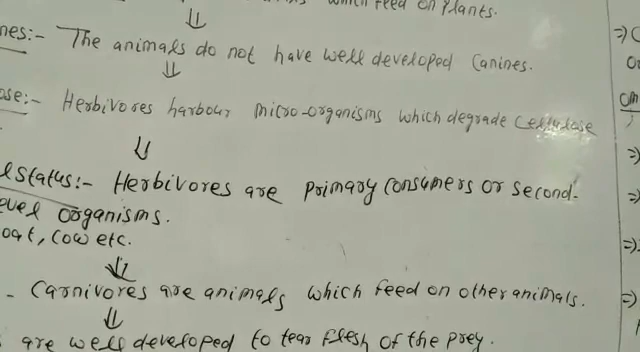 which feed on plants.
nes:- The animals do not have well developed Canines.
ose:- Herbivores harbour micro-organisms which degrade Cellulose
l status:- Herbivores are primary consumers or second-
evel organisms.
oat, cow etc.
- Carnivores are animals which feed on other animals.
are well developed to tear flesh of the prey.